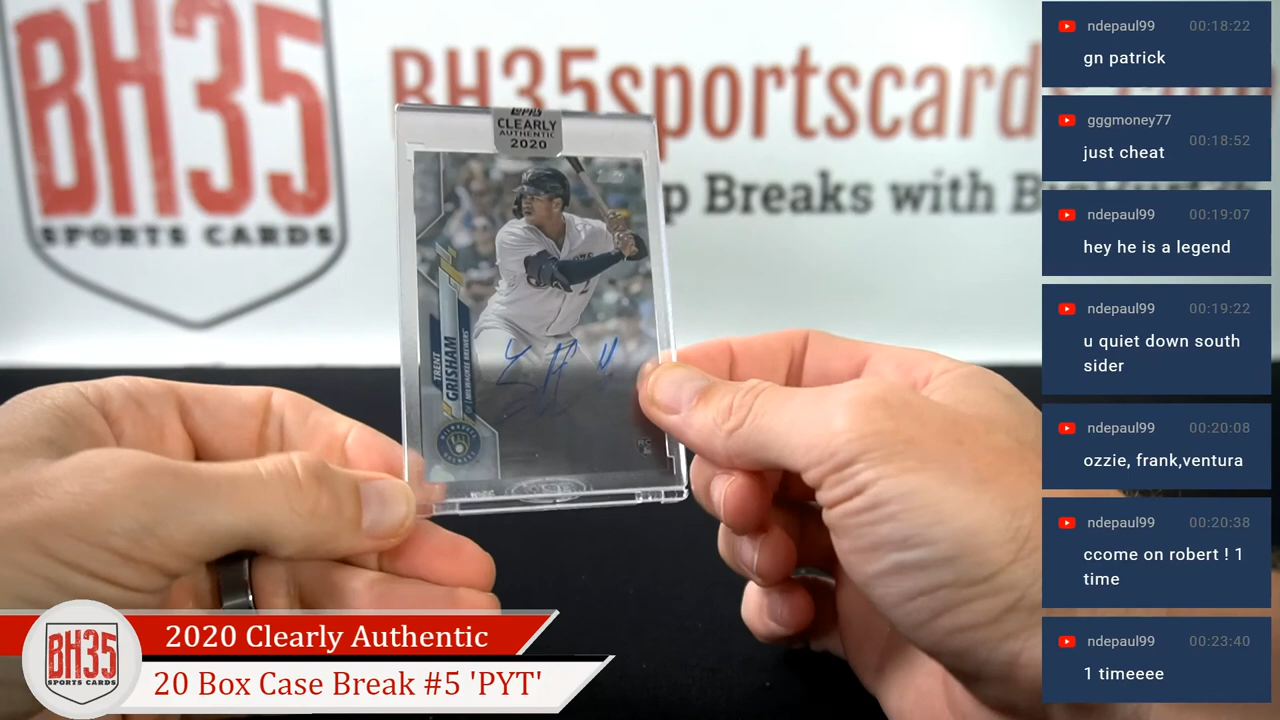 BH35
SPORTS CARDS
BH35sportscard
p Breaks with B
TOPPS
CLEARLY
AUTHENTIC
2020
TRENT
GRISHAM
OF | MILWAUKEE BREWERS
RC
2020 Clearly Authentic
20 Box Case Break #5 'PYT'
BH35
SPORTS CARDS
ndepaul99 00:18:22
gn patrick
gggmoney77
00:18:52
just cheat
ndepaul99 00:19:07
hey he is a legend
ndepaul99 00:19:22
u quiet down south
sider
ndepaul99 00:20:08
ozzie, frank,ventura
ndepaul99 00:20:38
ccome on robert ! 1
time
ndepaul99 00:23:40
1 timeeee